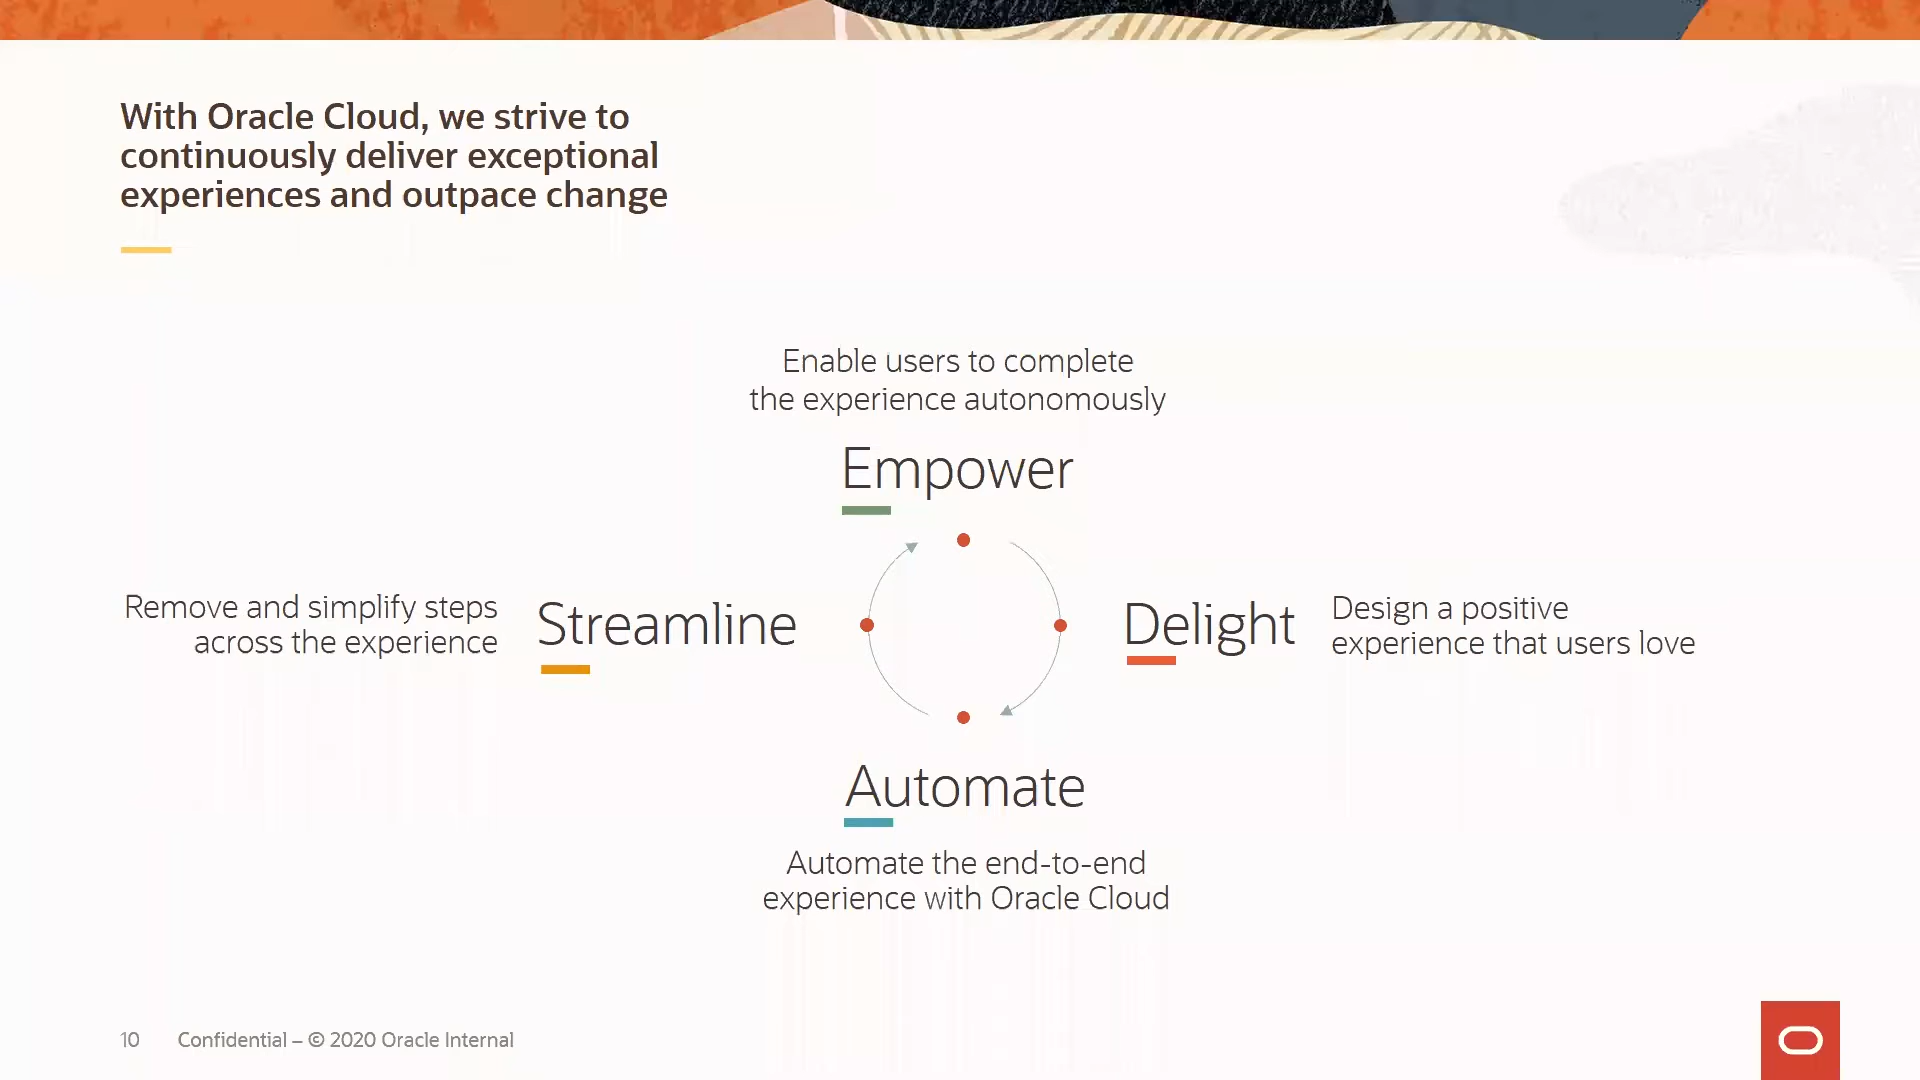 With Oracle Cloud, we strive to
continuously deliver exceptional
experiences and outpace change
Enable users to complete
the experience autonomously
Empower
Remove and simplify steps
across the experience
Streamline
Delight
Design a positive
experience that users love
Automate
Automate the end-to-end
experience with Oracle Cloud
10
Confidential – © 2020 Oracle Internal